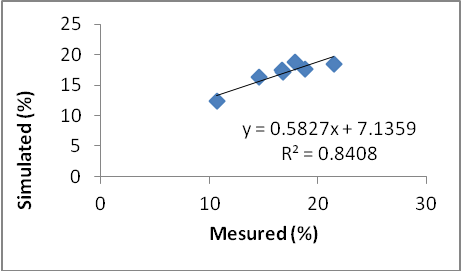 25
20
15
10
5
0
Simulated (%)
y = 0.5827x + 7.1359
R² = 0.8408
0 10 20 30
Mesured (%)